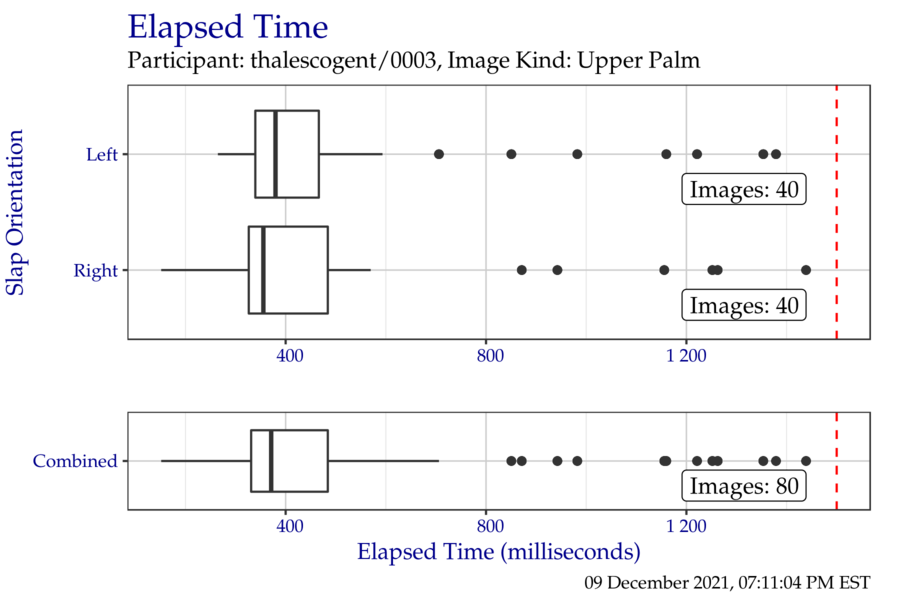 Elapsed Time
Participant: thalescogent/0003, Image Kind: Upper Palm
Slap Orientation
Left
Images: 40
Right
Images: 40
400 800 1 200
Combined
Images: 80
400 800 1 200
Elapsed Time (milliseconds)
09 December 2021, 07:11:04 PM EST